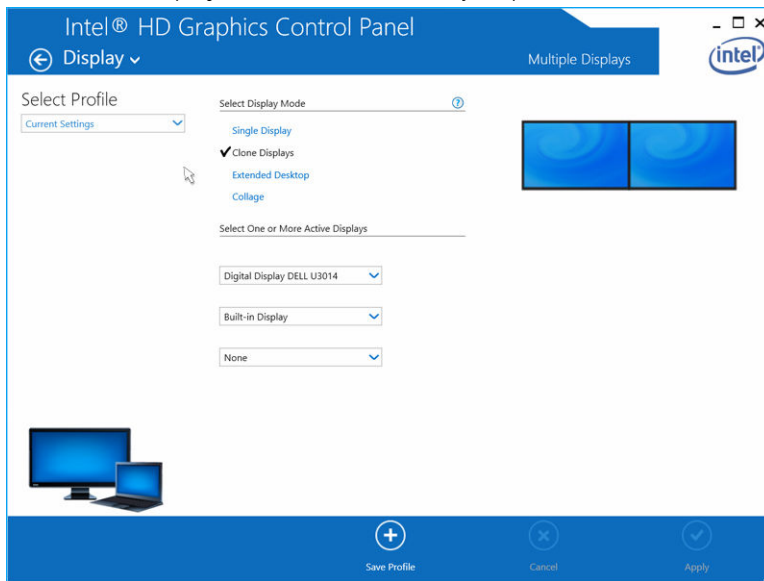 Intel® HD Graphics Control Panel
Display
Multiple Displays
intel
Select Profile
Current Settings
Select Display Mode
?
Single Display
Clone Displays
Extended Desktop
Collage
Select One or More Active Displays
Digital Display DELL U3014
Built-in Display
None
Save Profile
Cancel
Apply